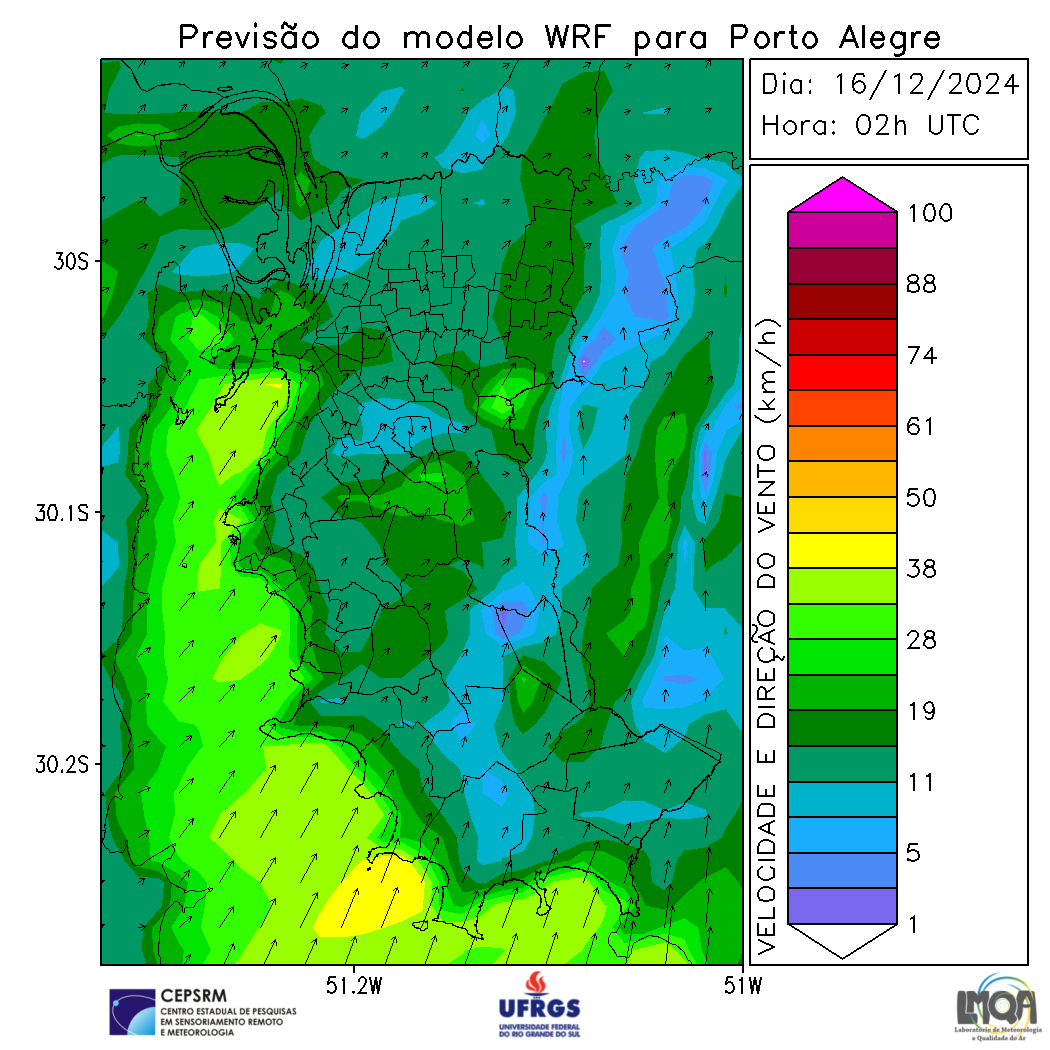 Previsão do modelo WRF para Porto Alegre
Dia: 16/12/2024
Hora: 02h UTC
30S
30.1S
30.2S
51.2W
51W
VELOCIDADE E DIREÇÃO DO VENTO (km/h)
100
88
74
61
50
38
28
19
11
5
1
CEPSRM
CENTRO ESTADUAL DE PESQUISAS
EM SENSORIAMENTO REMOTO
E METEOROLOGIA
UFRGS
UNIVERSIDADE FEDERAL
DO RIO GRANDE DO SUL
LMQA
Laboratório de Meteorologia
e Qualidade do Ar